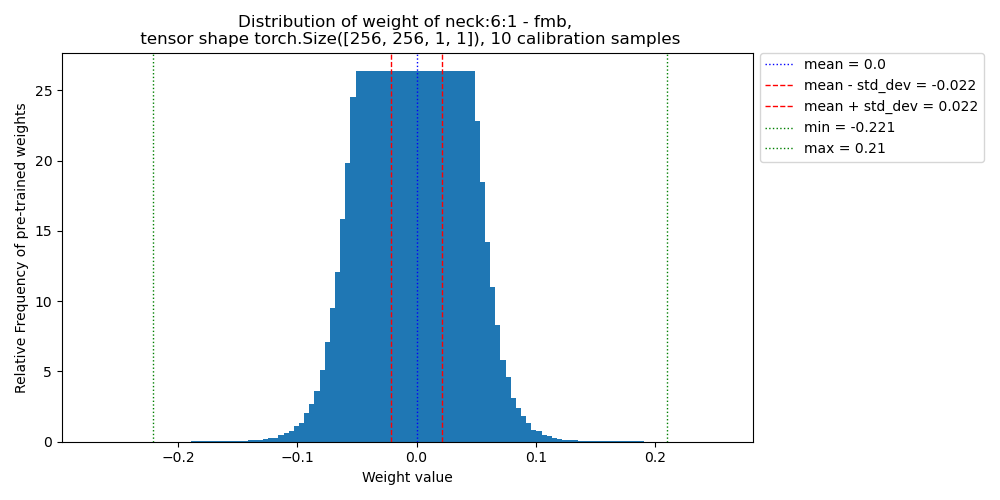 Distribution of weight of neck:6:1 - fmb,
tensor shape torch.Size([256, 256, 1, 1]), 10 calibration samples
mean = 0.0
mean - std_dev = -0.022
mean + std_dev = 0.022
min = -0.221
max = 0.21
Relative Frequency of pre-trained weights
25
20
15
10
5
0
−0.2
−0.1
0.0
0.1
0.2
Weight value